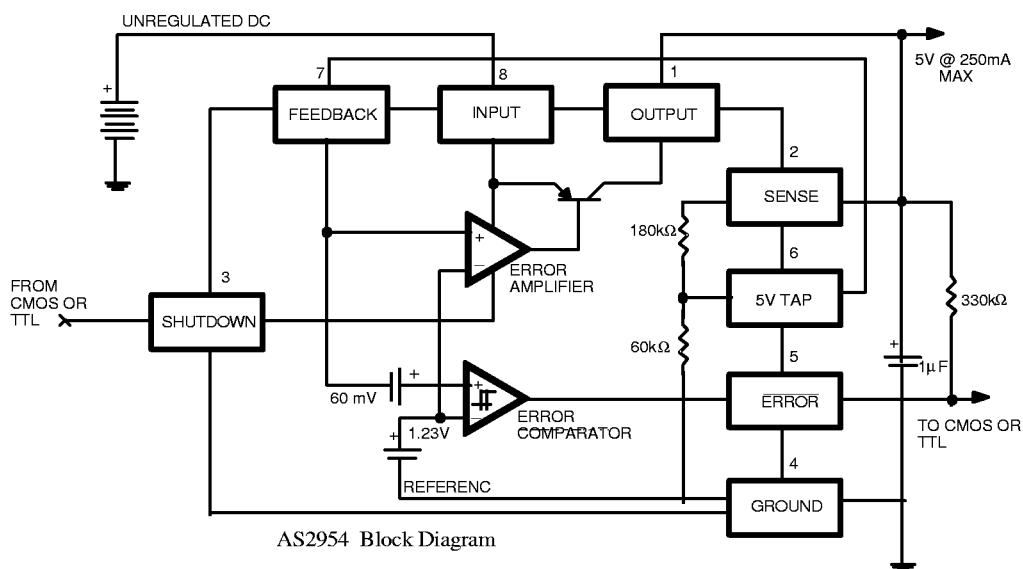 UNREGULATED DC
5V @ 250mA
MAX
7
8
1
+
FEEDBACK
INPUT
OUTPUT
2
SENSE
180kΩ
+
−
ERROR
AMPLIFIER
6
FROM
CMOS OR
TTL
3
SHUTDOWN
5V TAP
330kΩ
60kΩ
5
+
1µF
60 mV
+
+
−
ERROR
COMPARATOR
ERROR
TO CMOS OR
TTL
+
1.23V
4
REFERENC
GROUND
AS2954 Block Diagram